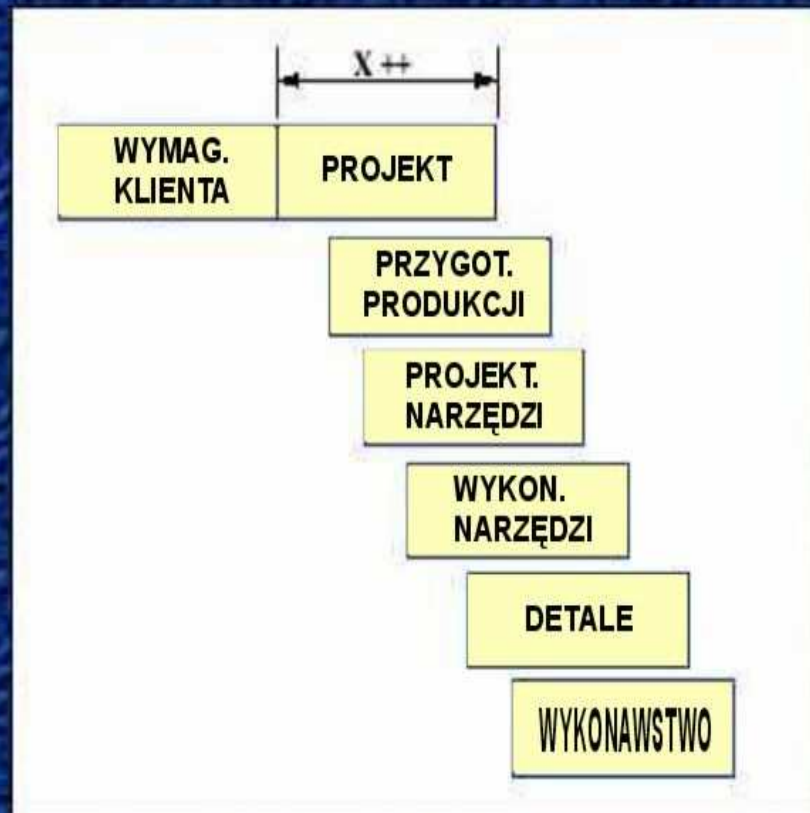 X ++
WYMAG.
KLIENTA
PROJEKT
PRZYGOT.
PRODUKCJI
PROJEKT.
NARZĘDZI
WYKON.
NARZĘDZI
DETALE
WYKONAWSTWO